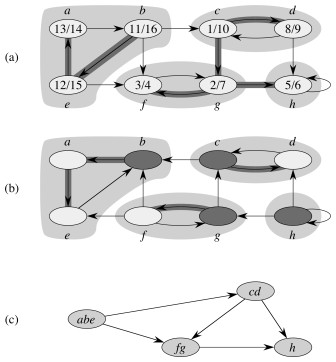 a b c d
(a) 13/14 11/16 1/10 8/9
12/15 3/4 2/7 5/6
e f g h
a b c d
(b)
e f g h
(c) cd
abe
fg h